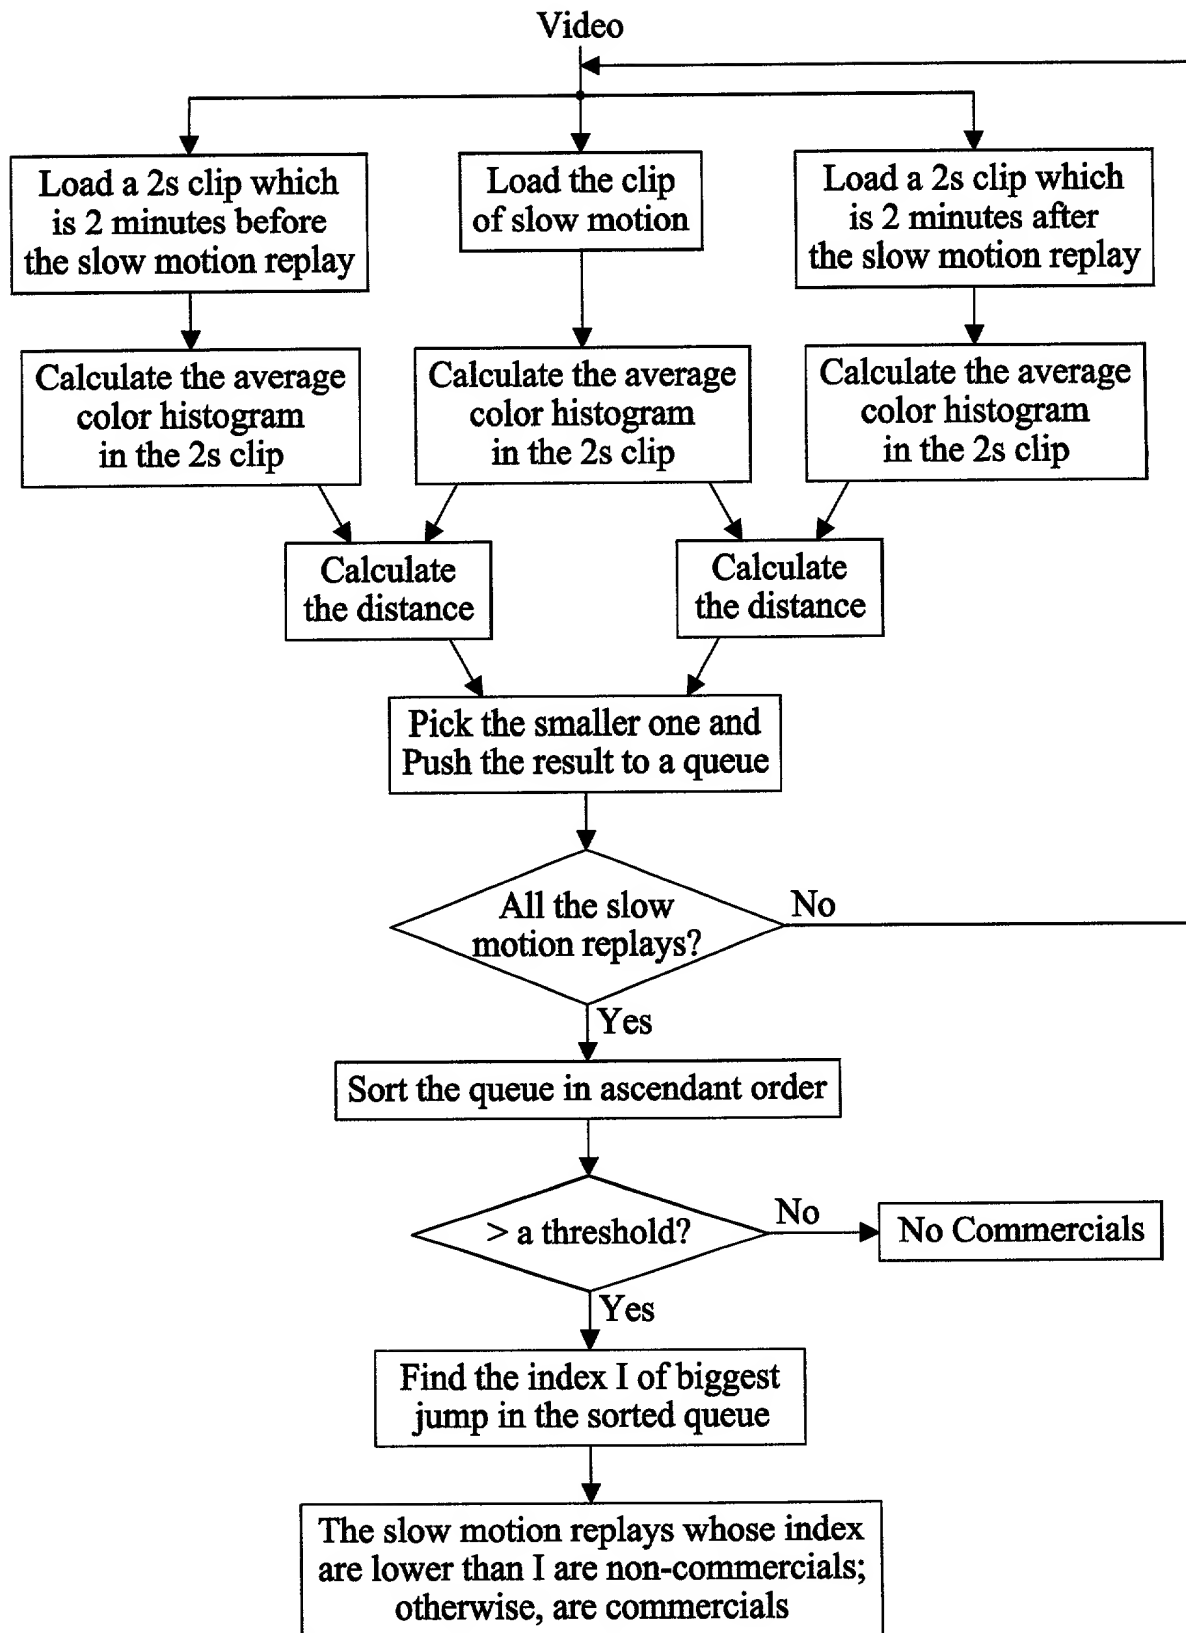 Video
Load a 2s clip which
is 2 minutes before
the slow motion replay
Load the clip
of slow motion
Load a 2s clip which
is 2 minutes after
the slow motion replay
Calculate the average
color histogram
in the 2s clip
Calculate the average
color histogram
in the 2s clip
Calculate the average
color histogram
in the 2s clip
Calculate
the distance
Calculate
the distance
Pick the smaller one and
Push the result to a queue
All the slow
motion replays?
No
Yes
Sort the queue in ascendant order
> a threshold?
No
No Commercials
Yes
Find the index I of biggest
jump in the sorted queue
The slow motion replays whose index
are lower than I are non-commercials;
otherwise, are commercials